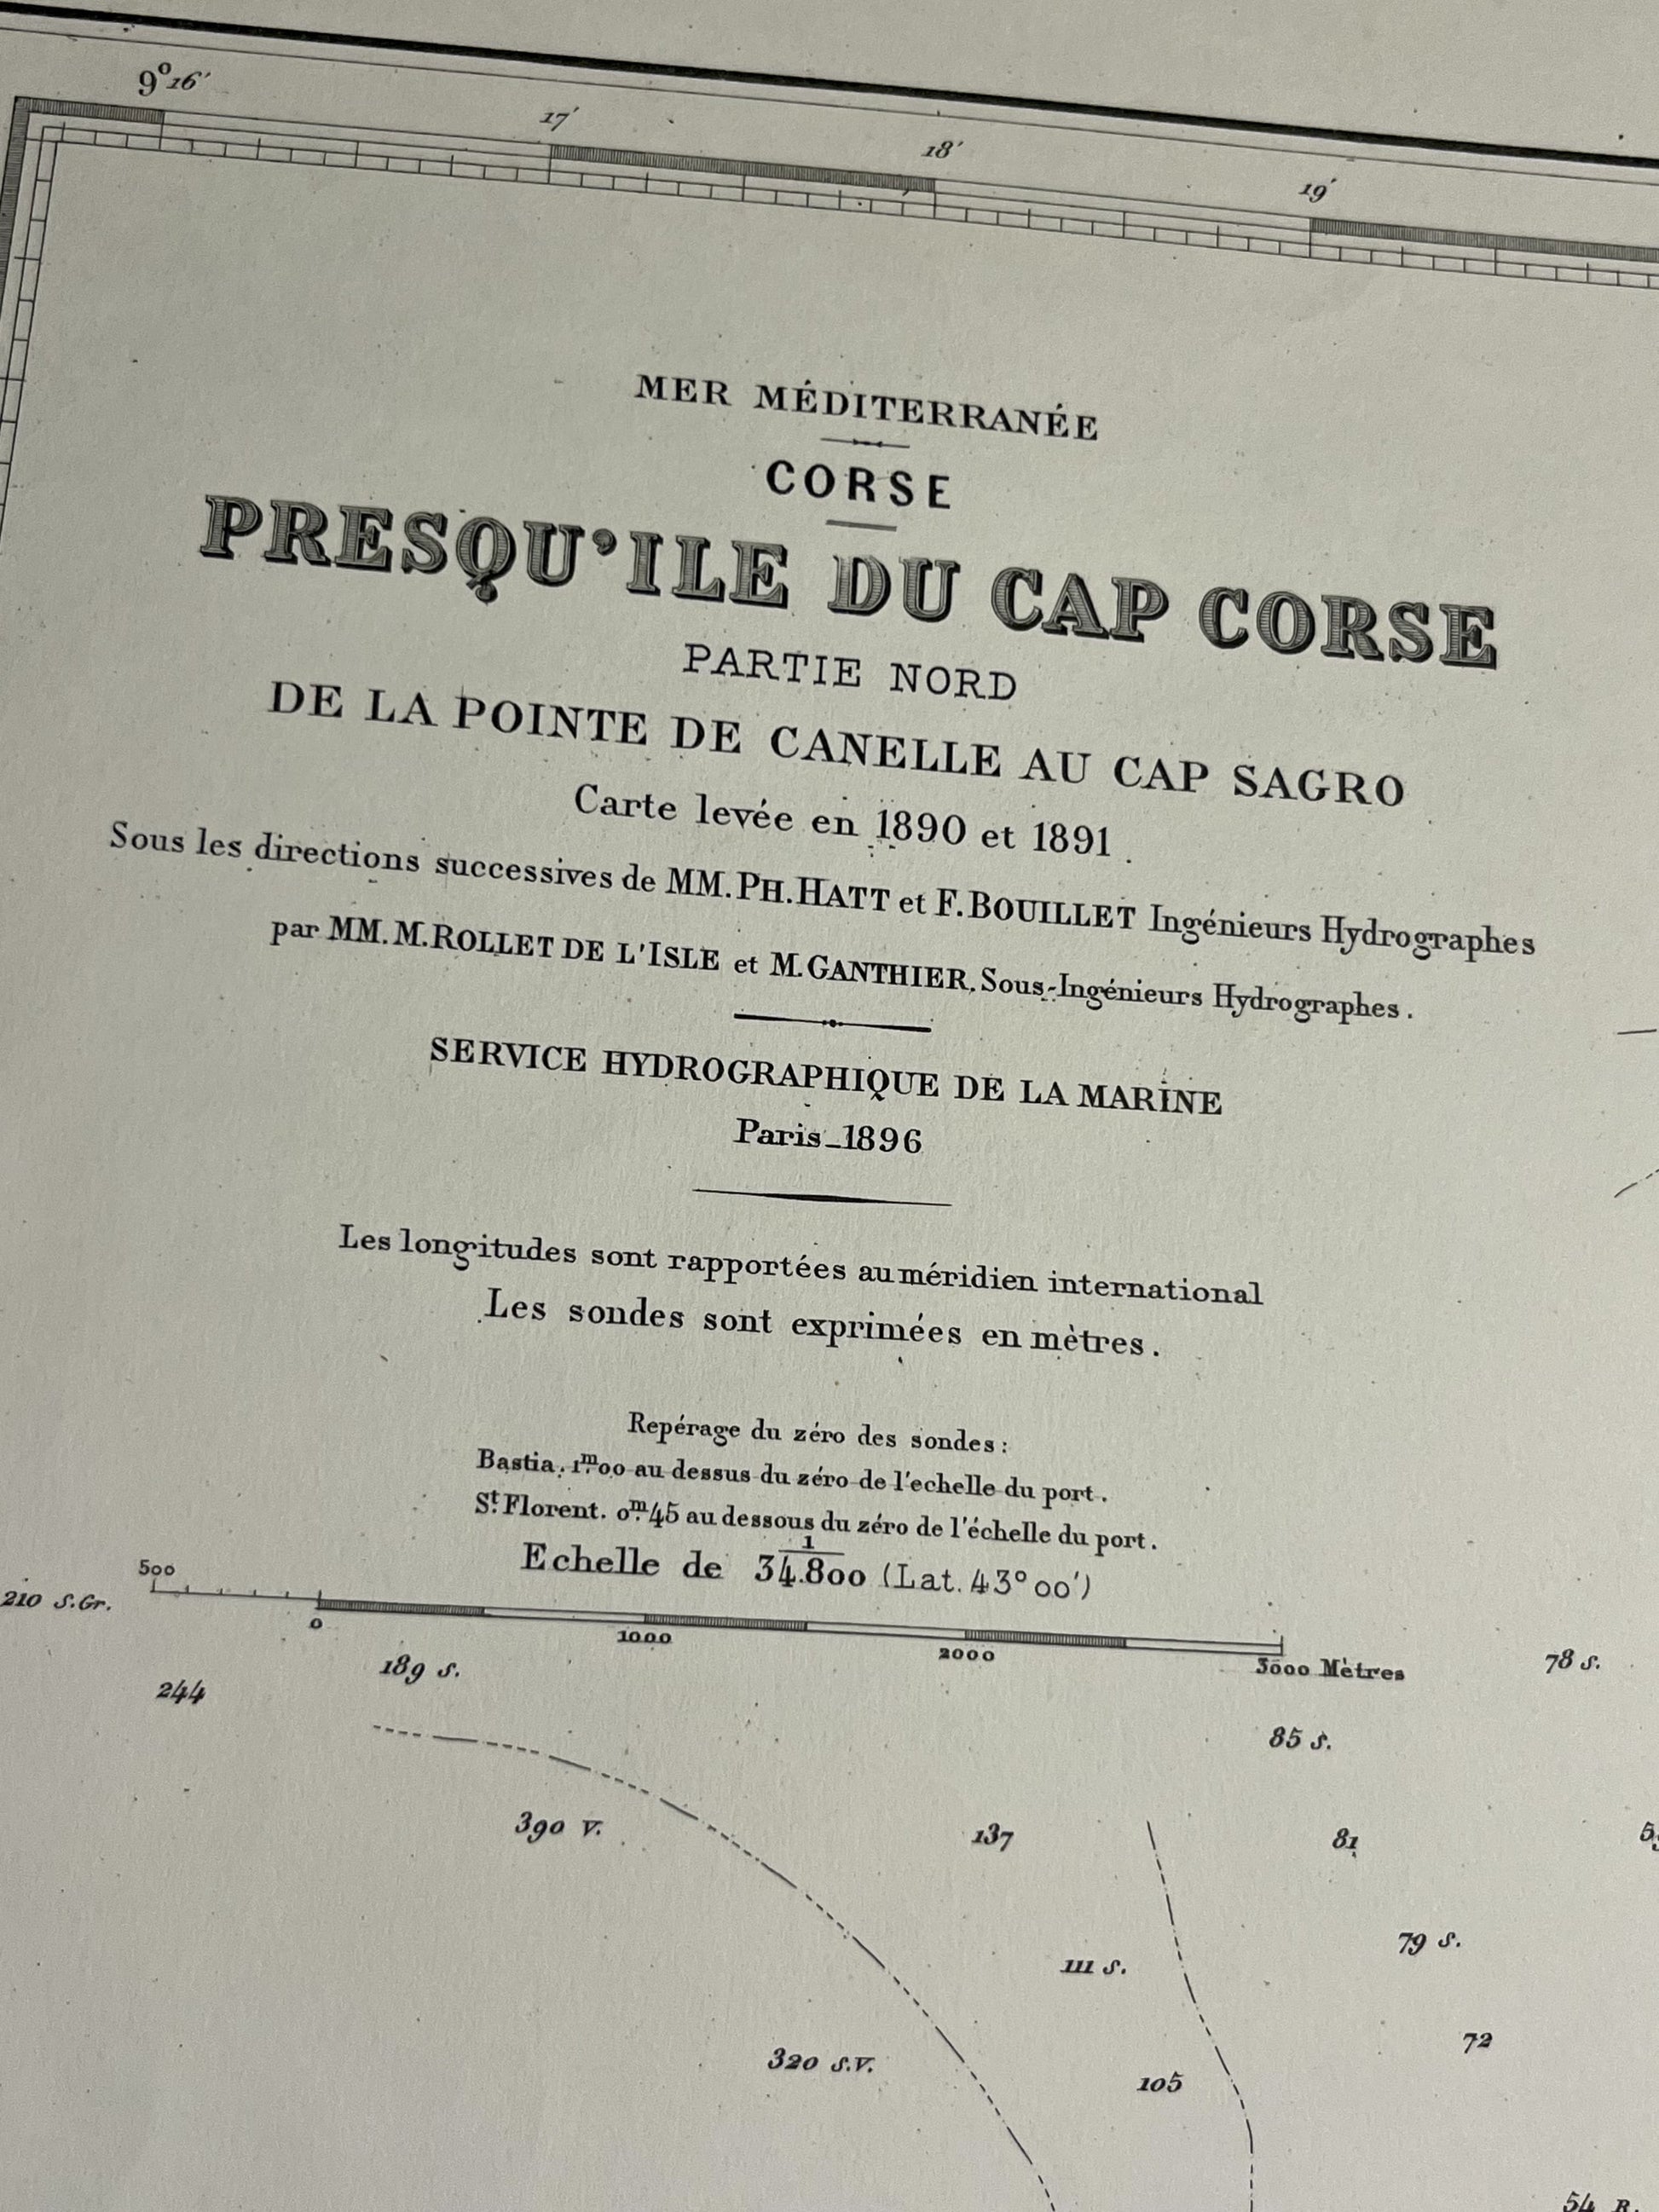 9°16′
17′
18′
19′
MER MÉDITERRANÉE
CORSE
PRESQU'ILE DU CAP CORSE
PARTIE NORD
DE LA POINTE DE CANELLE AU CAP SAGRO
Carte levée en 1890 et 1891.
Sous les directions successives de MM. PH. HATT et F. BOUILLET Ingénieurs Hydrographes
par MM. M. ROLLET DE L'ISLE et M. GANTHIER, Sous-Ingénieurs Hydrographes.
SERVICE HYDROGRAPHIQUE DE LA MARINE
Paris_1896
Les longitudes sont rapportées au méridien international
Les sondes sont exprimées en mètres.
Repérage du zéro des sondes:
Bastia. 1ᵐ00 au dessus du zéro de l'echelle du port.
Sᵗ Florent. 0ᵐ45 au dessous du zéro de l'échelle du port.
Echelle de 1/34.800 (Lat. 43° 00′)
500
0
1000
2000
3000 Mètres
210 S.Gr.
189 S.
78 S.
244
85 S.
390 V.
137
81
79 S.
111 S.
72
320 S.V.
105
54 R.